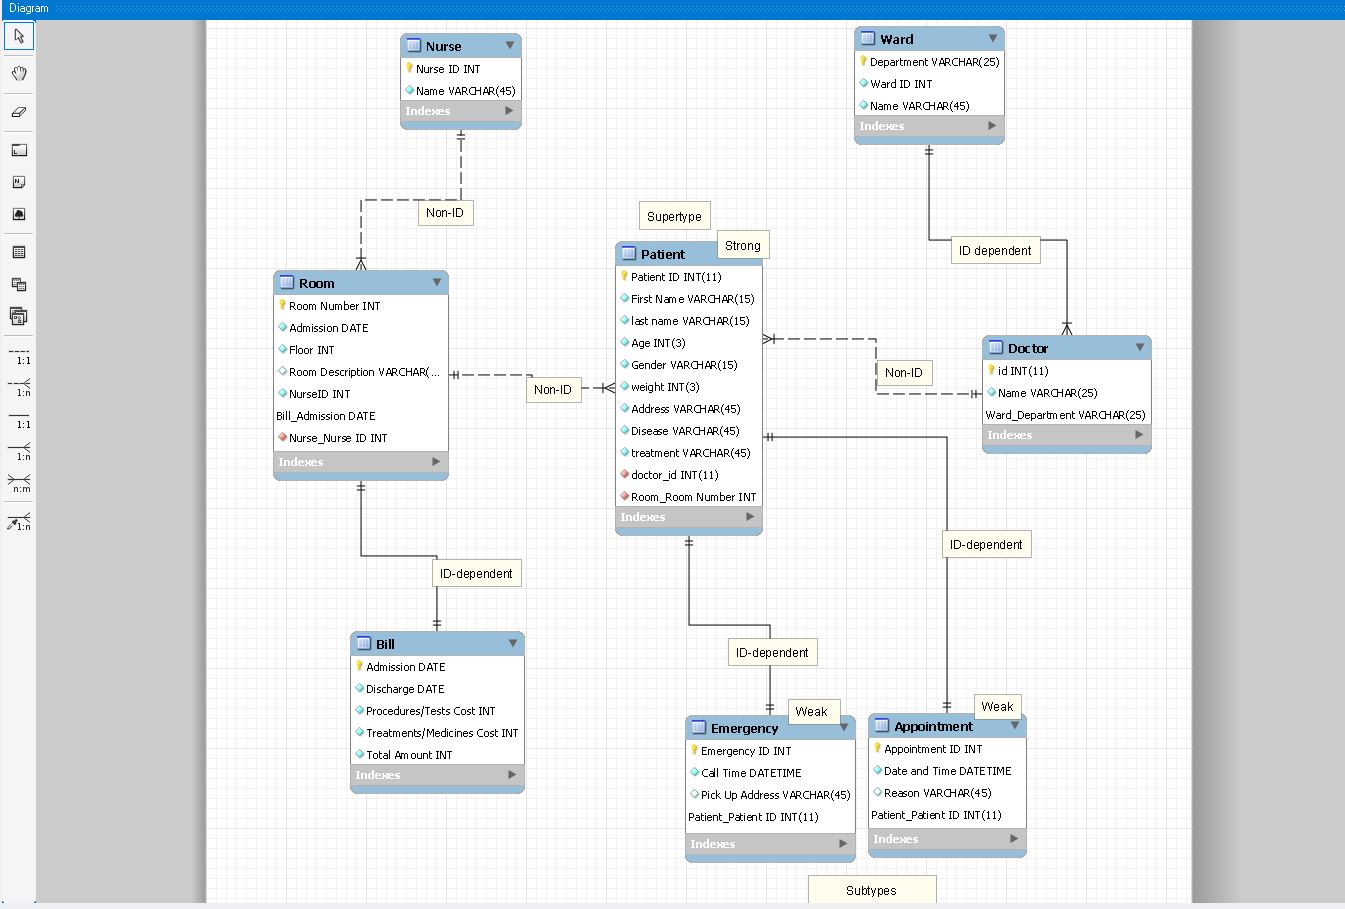 Diagram
1:1
1:n
1:1
1:n
n:m
1:n
Nurse
Nurse ID INT
Name VARCHAR(45)
Indexes
Ward
Department VARCHAR(25)
Ward ID INT
Name VARCHAR(45)
Indexes
Non-ID
Supertype
Strong
ID dependent
Room
Room Number INT
Admission DATE
Floor INT
Room Description VARCHAR(...
NurseID INT
Bill_Admission DATE
Nurse_Nurse ID INT
Indexes
Non-ID
Patient
Patient ID INT(11)
First Name VARCHAR(15)
last name VARCHAR(15)
Age INT(3)
Gender VARCHAR(15)
weight INT(3)
Address VARCHAR(45)
Disease VARCHAR(45)
treatment VARCHAR(45)
doctor_id INT(11)
Room_Room Number INT
Indexes
Non-ID
Doctor
id INT(11)
Name VARCHAR(25)
Ward_Department VARCHAR(25)
Indexes
ID-dependent
ID-dependent
ID-dependent
Bill
Admission DATE
Discharge DATE
Procedures/Tests Cost INT
Treatments/Medicines Cost INT
Total Amount INT
Indexes
Weak
Emergency
Emergency ID INT
Call Time DATETIME
Pick Up Address VARCHAR(45)
Patient_Patient ID INT(11)
Indexes
Weak
Appointment
Appointment ID INT
Date and Time DATETIME
Reason VARCHAR(45)
Patient_Patient ID INT(11)
Indexes
Subtypes